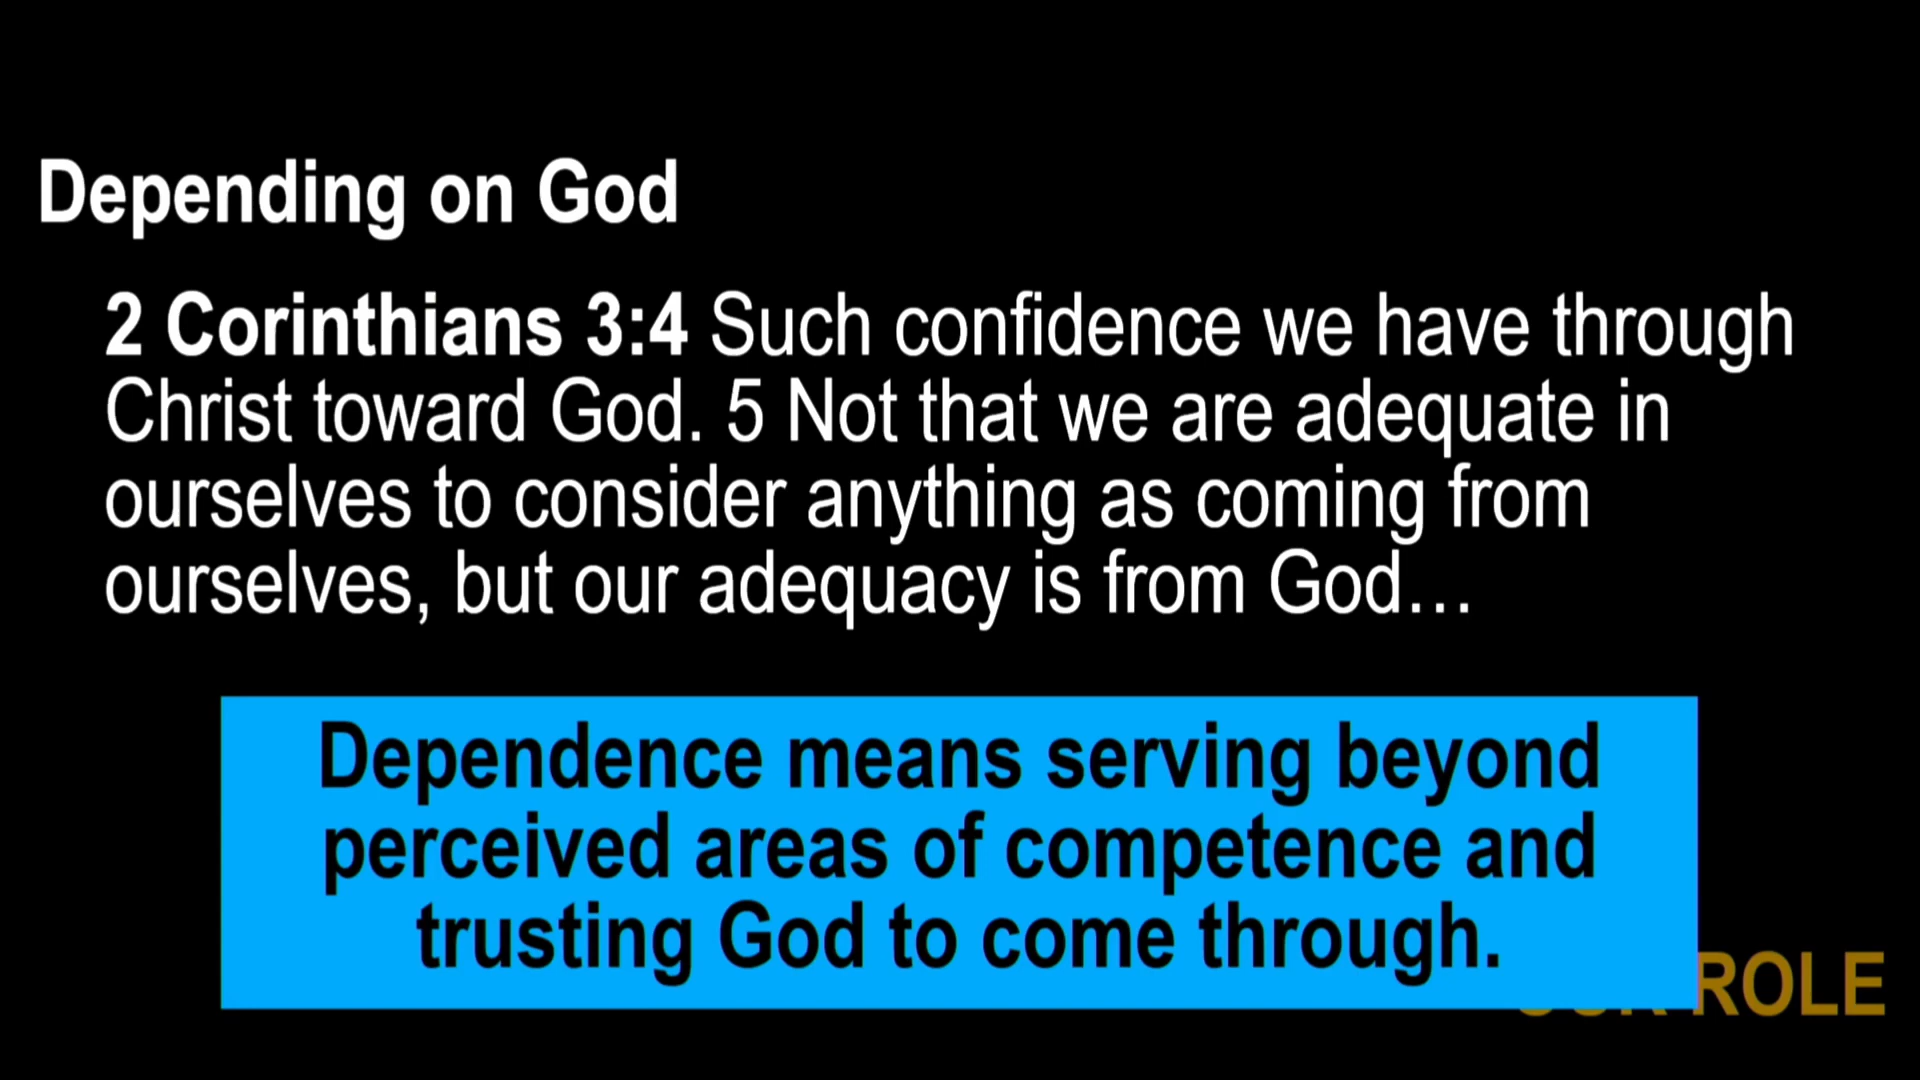 Depending on God
2 Corinthians 3:4 Such confidence we have through
Christ toward God. 5 Not that we are adequate in
ourselves to consider anything as coming from
ourselves, but our adequacy is from God…
Dependence means serving beyond
perceived areas of competence and
trusting God to come through.
ROLE